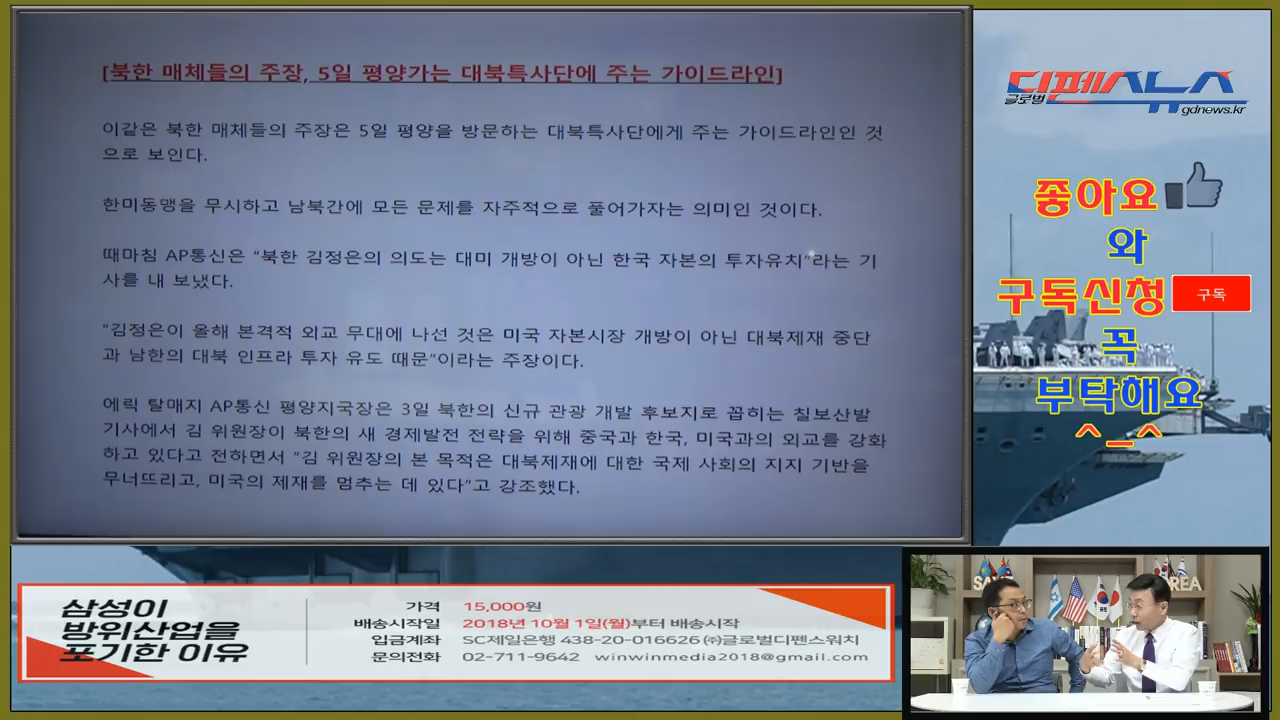 [북한 매체들의 주장, 5일 평양가는 대북특사단에 주는 가이드라인]
이같은 북한 매체들의 주장은 5일 평양을 방문하는 대북특사단에게 주는 가이드라인인 것
으로 보인다.
한미동맹을 무시하고 남북간에 모든 문제를 자주적으로 풀어가자는 의미인 것이다.
때마침 AP통신은 “북한 김정은의 의도는 대미 개방이 아닌 한국 자본의 투자유치”라는 기
사를 내 보냈다.
“김정은이 올해 본격적 외교 무대에 나선 것은 미국 자본시장 개방이 아닌 대북제재 중단
과 남한의 대북 인프라 투자 유도 때문”이라는 주장이다.
에릭 탈매지 AP통신 평양지국장은 3일 북한의 신규 관광 개발 후보지로 꼽히는 칠보산발
기사에서 김 위원장이 북한의 새 경제발전 전략을 위해 중국과 한국, 미국과의 외교를 강화
하고 있다고 전하면서 “김 위원장의 본 목적은 대북제재에 대한 국제 사회의 지지 기반을
무너뜨리고, 미국의 제재를 멈추는 데 있다”고 강조했다.
글로벌 디펜스뉴스
gdnews.kr
좋아요
와
구독신청 구독
꼭
부탁해요
^_^
삼성이
방위산업을
포기한 이유
가격 15,000원
배송시작일 2018년 10월 1일(월)부터 배송시작
입금계좌 SC제일은행 438-20-016626 ㈜글로벌디펜스워치
문의전화 02-711-9642 winwinmedia2018@gmail.com